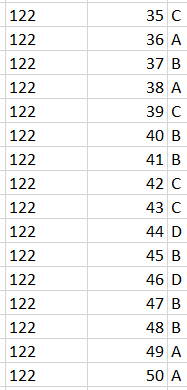 122 35 C
122 36 A
122 37 B
122 38 A
122 39 C
122 40 B
122 41 B
122 42 C
122 43 C
122 44 D
122 45 B
122 46 D
122 47 B
122 48 B
122 49 A
122 50 A